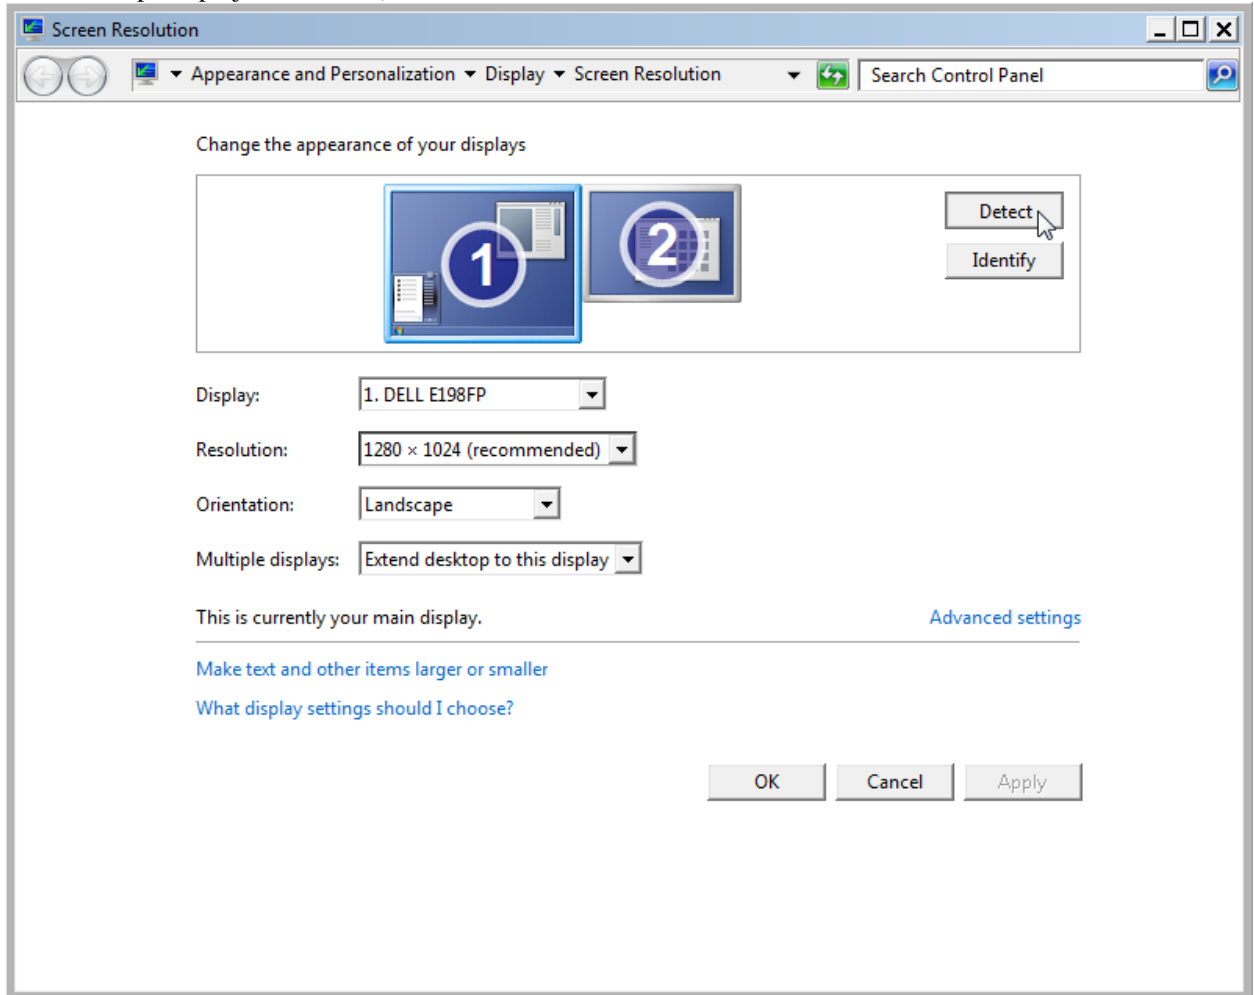 Screen Resolution
Appearance and Personalization Display Screen Resolution Search Control Panel
Change the appearance of your displays
1 2
Detect
Identify
Display: 1. DELL E198FP
Resolution: 1280 × 1024 (recommended)
Orientation: Landscape
Multiple displays: Extend desktop to this display
This is currently your main display. Advanced settings
Make text and other items larger or smaller
What display settings should I choose?
OK Cancel Apply